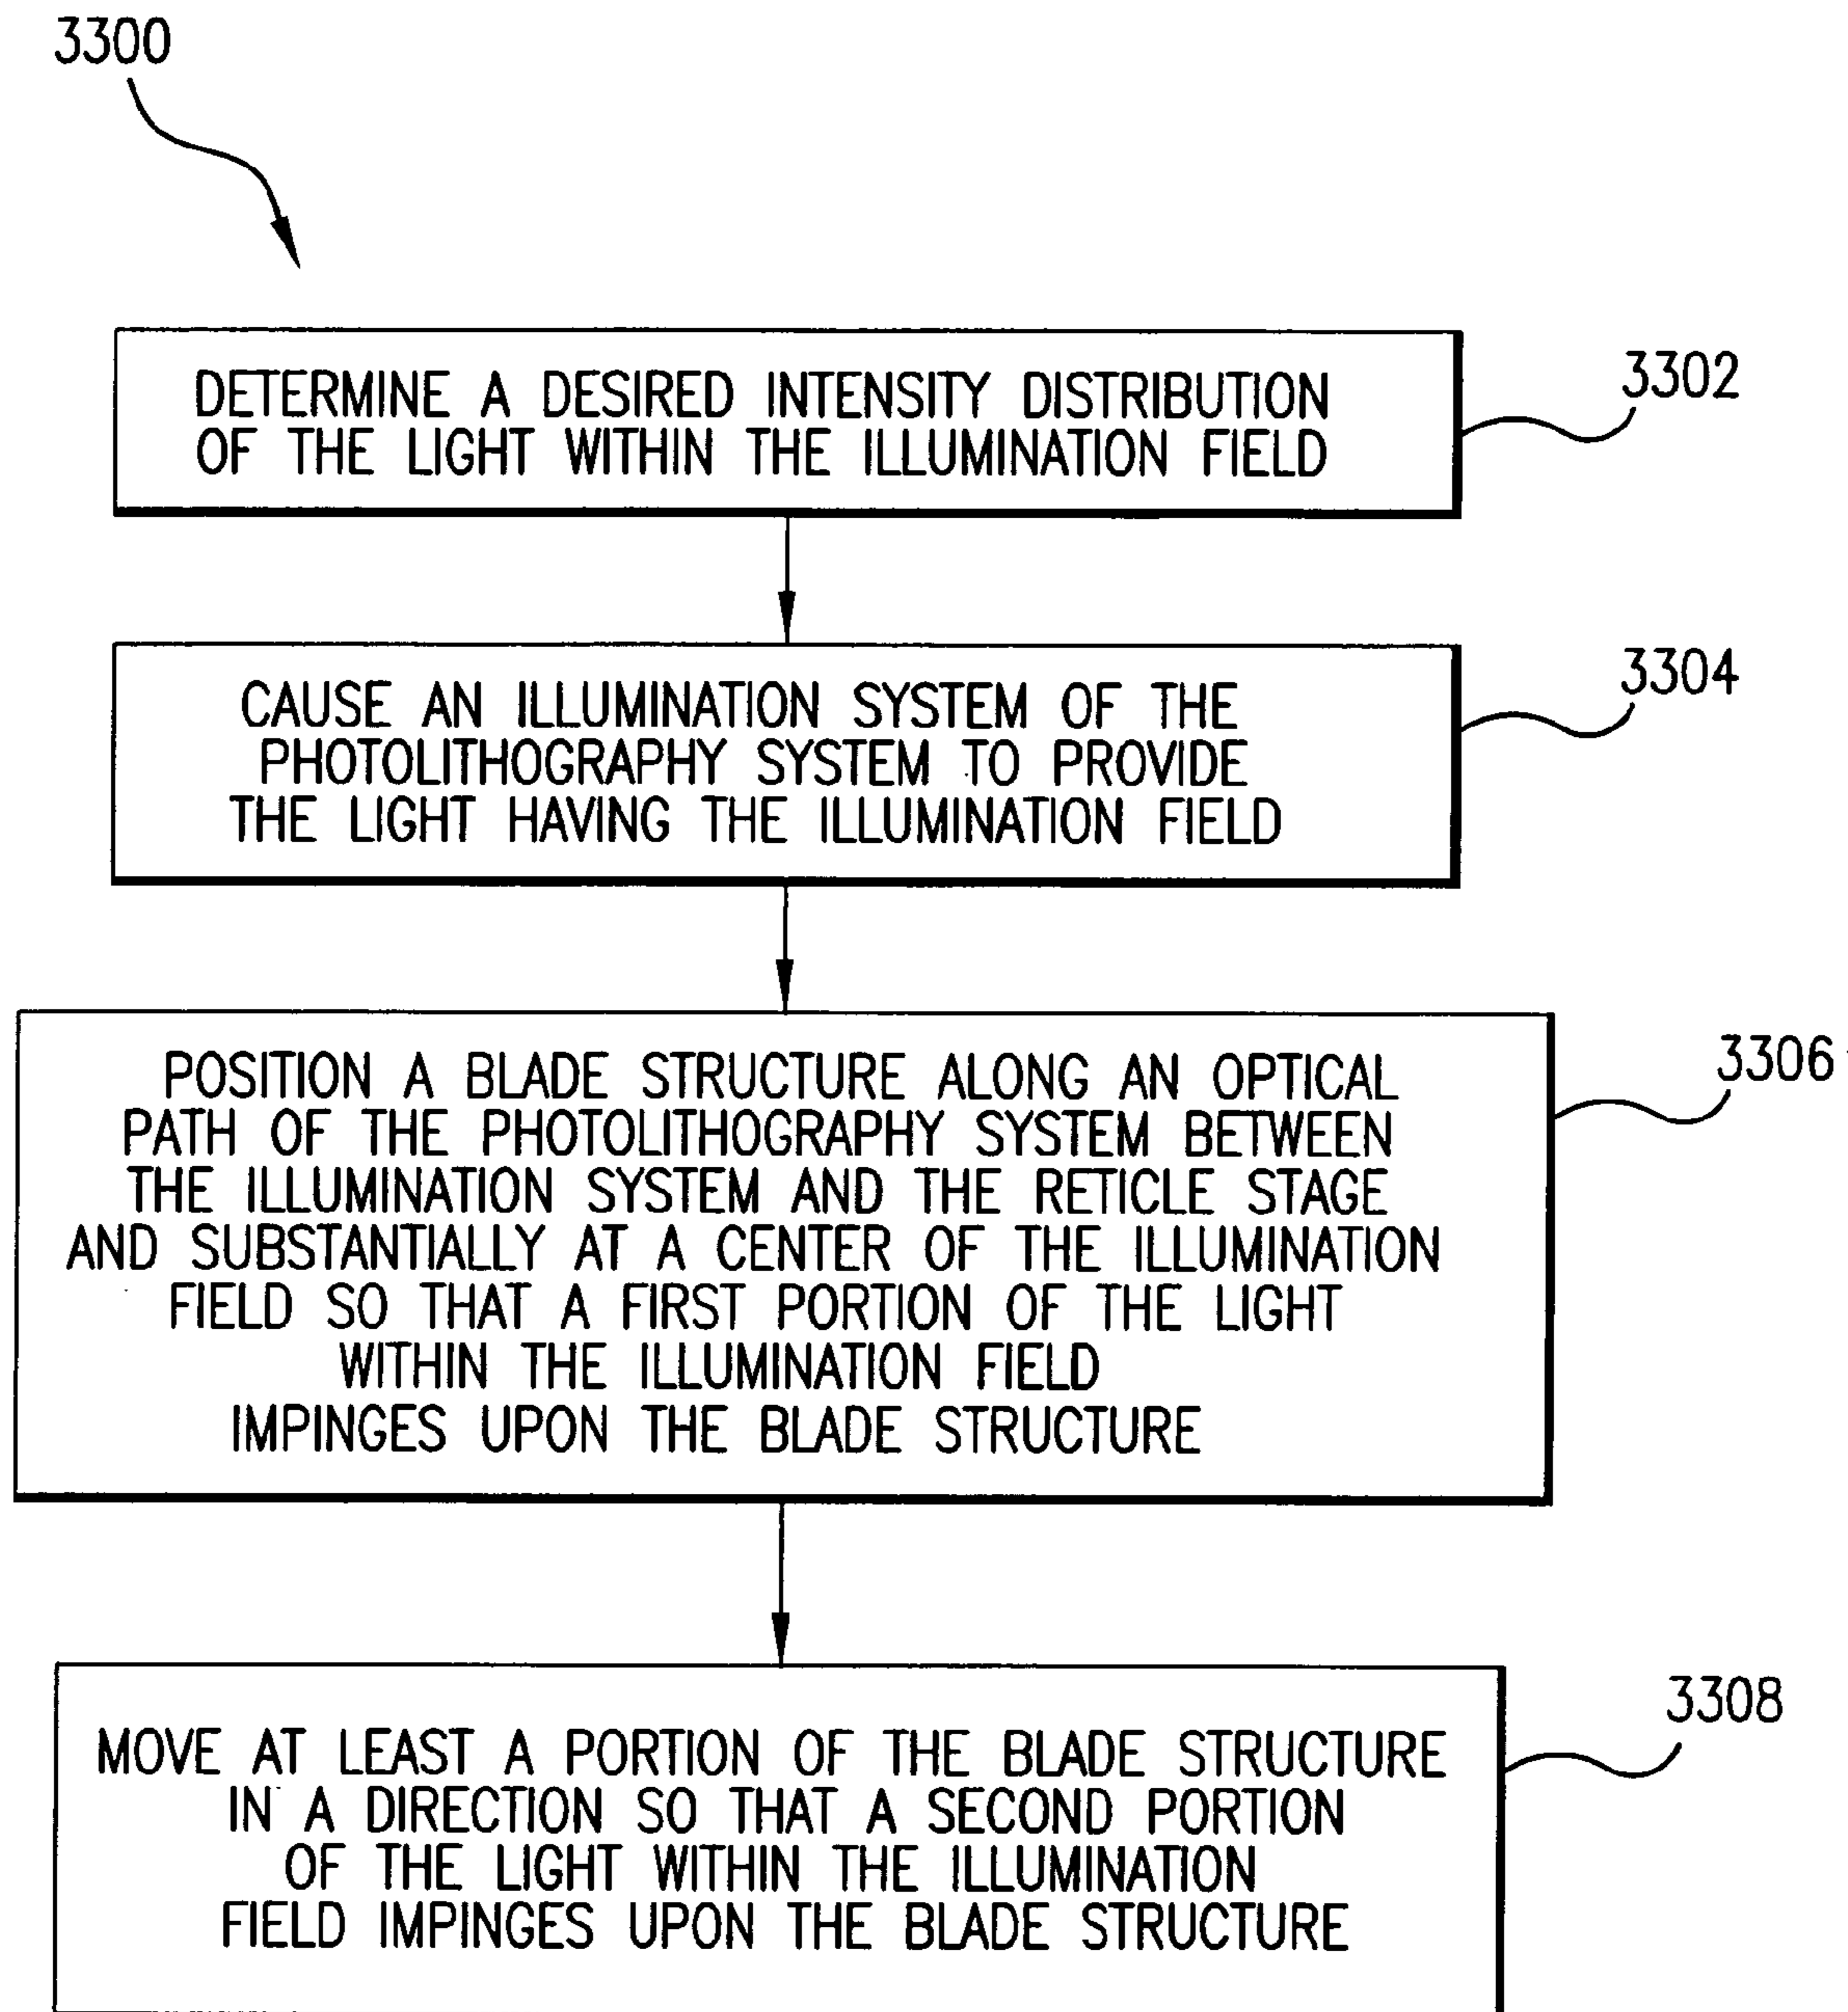 3300
DETERMINE A DESIRED INTENSITY DISTRIBUTION
OF THE LIGHT WITHIN THE ILLUMINATION FIELD
3302
CAUSE AN ILLUMINATION SYSTEM OF THE
PHOTOLITHOGRAPHY SYSTEM TO PROVIDE
THE LIGHT HAVING THE ILLUMINATION FIELD
3304
POSITION A BLADE STRUCTURE ALONG AN OPTICAL
PATH OF THE PHOTOLITHOGRAPHY SYSTEM BETWEEN
THE ILLUMINATION SYSTEM AND THE RETICLE STAGE
AND SUBSTANTIALLY AT A CENTER OF THE ILLUMINATION
FIELD SO THAT A FIRST PORTION OF THE LIGHT
WITHIN THE ILLUMINATION FIELD
IMPINGES UPON THE BLADE STRUCTURE
3306
MOVE AT LEAST A PORTION OF THE BLADE STRUCTURE
IN A DIRECTION SO THAT A SECOND PORTION
OF THE LIGHT WITHIN THE ILLUMINATION
FIELD IMPINGES UPON THE BLADE STRUCTURE
3308